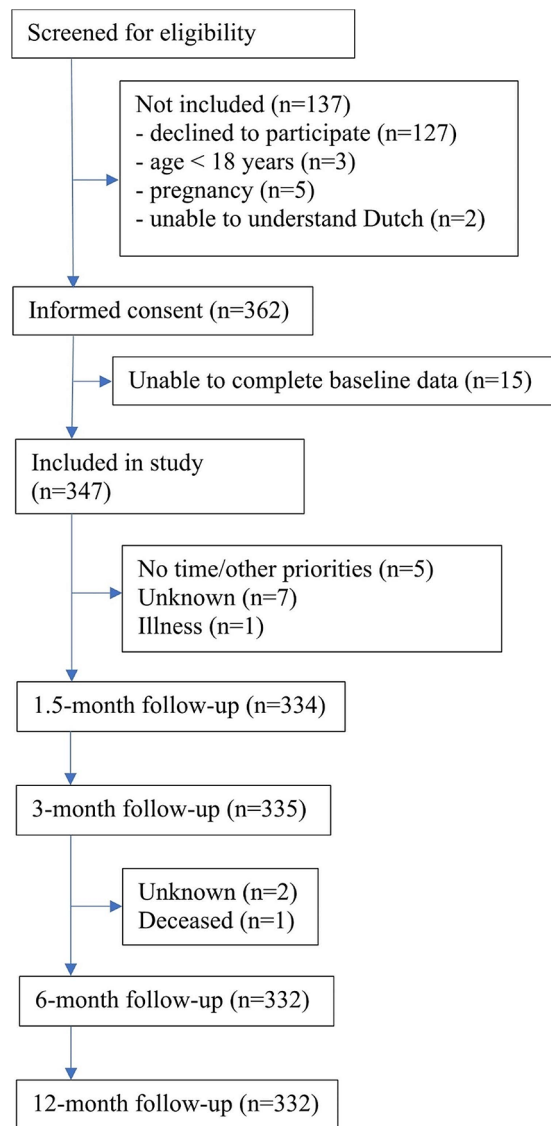 Screened for eligibility
Not included (n=137)
- declined to participate (n=127)
- age < 18 years (n=3)
- pregnancy (n=5)
- unable to understand Dutch (n=2)
Informed consent (n=362)
Unable to complete baseline data (n=15)
Included in study
(n=347)
No time/other priorities (n=5)
Unknown (n=7)
Illness (n=1)
1.5-month follow-up (n=334)
3-month follow-up (n=335)
Unknown (n=2)
Deceased (n=1)
6-month follow-up (n=332)
12-month follow-up (n=332)